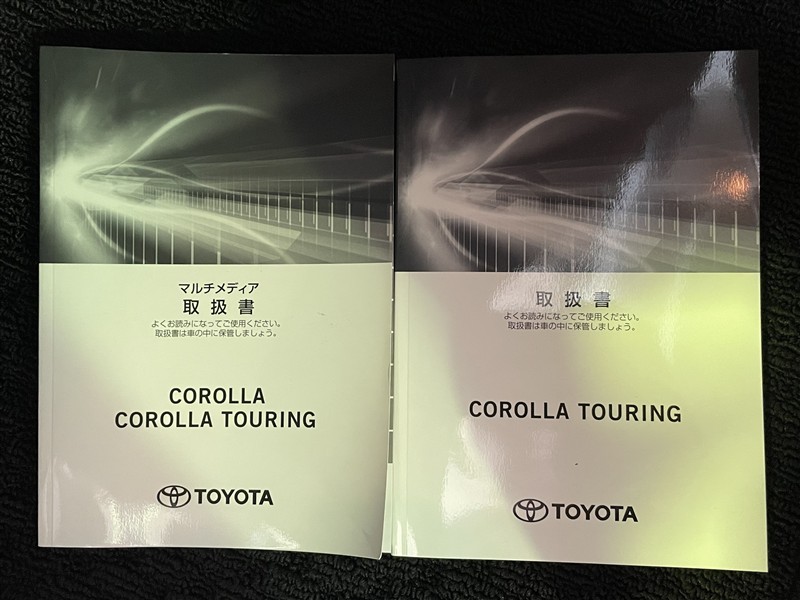 マルチメディア
取扱書
よくお読みになってご使用ください。
取扱書は車の中に保管しましょう。
COROLLA
COROLLA TOURING
TOYOTA
取扱書
よくお読みになってご使用ください。
取扱書は車の中に保管しましょう。
COROLLA TOURING
TOYOTA